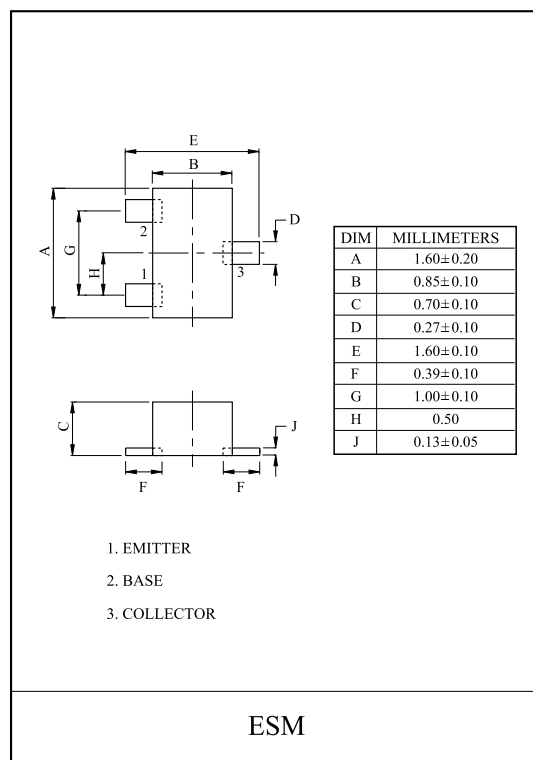 E
B
A
G
H
D
2
1
3
DIM MILLIMETERS
A 1.60±0.20
B 0.85±0.10
C 0.70±0.10
D 0.27±0.10
E 1.60±0.10
F 0.39±0.10
G 1.00±0.10
H 0.50
J 0.13±0.05
C
J
F F
1. EMITTER
2. BASE
3. COLLECTOR
ESM